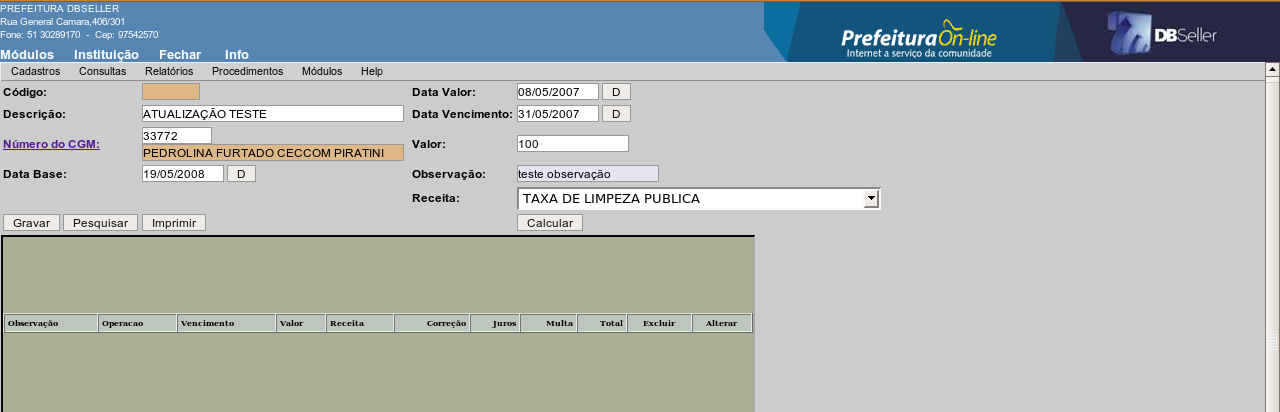 PREFEITURA DBSELLER
Rua General Camara,406/301
Fone: 51 30289170 - Cep: 97542570
Prefeitura On-line
Internet a serviço da comunidade
DBSeller
Módulos Instituição Fechar Info
Cadastros Consultas Relatórios Procedimentos Módulos Help
Código: Data Valor: 08/05/2007 D
Descrição: ATUALIZAÇÃO TESTE Data Vencimento: 31/05/2007 D
Número do CGM: 33772 Valor: 100
PEDROLINA FURTADO CECCOM PIRATINI
Data Base: 19/05/2008 D Observação: teste observação
Receita: TAXA DE LIMPEZA PUBLICA
Gravar Pesquisar Imprimir Calcular
Observação Operacao Vencimento Valor Receita Correção Juros Multa Total Excluir Alterar